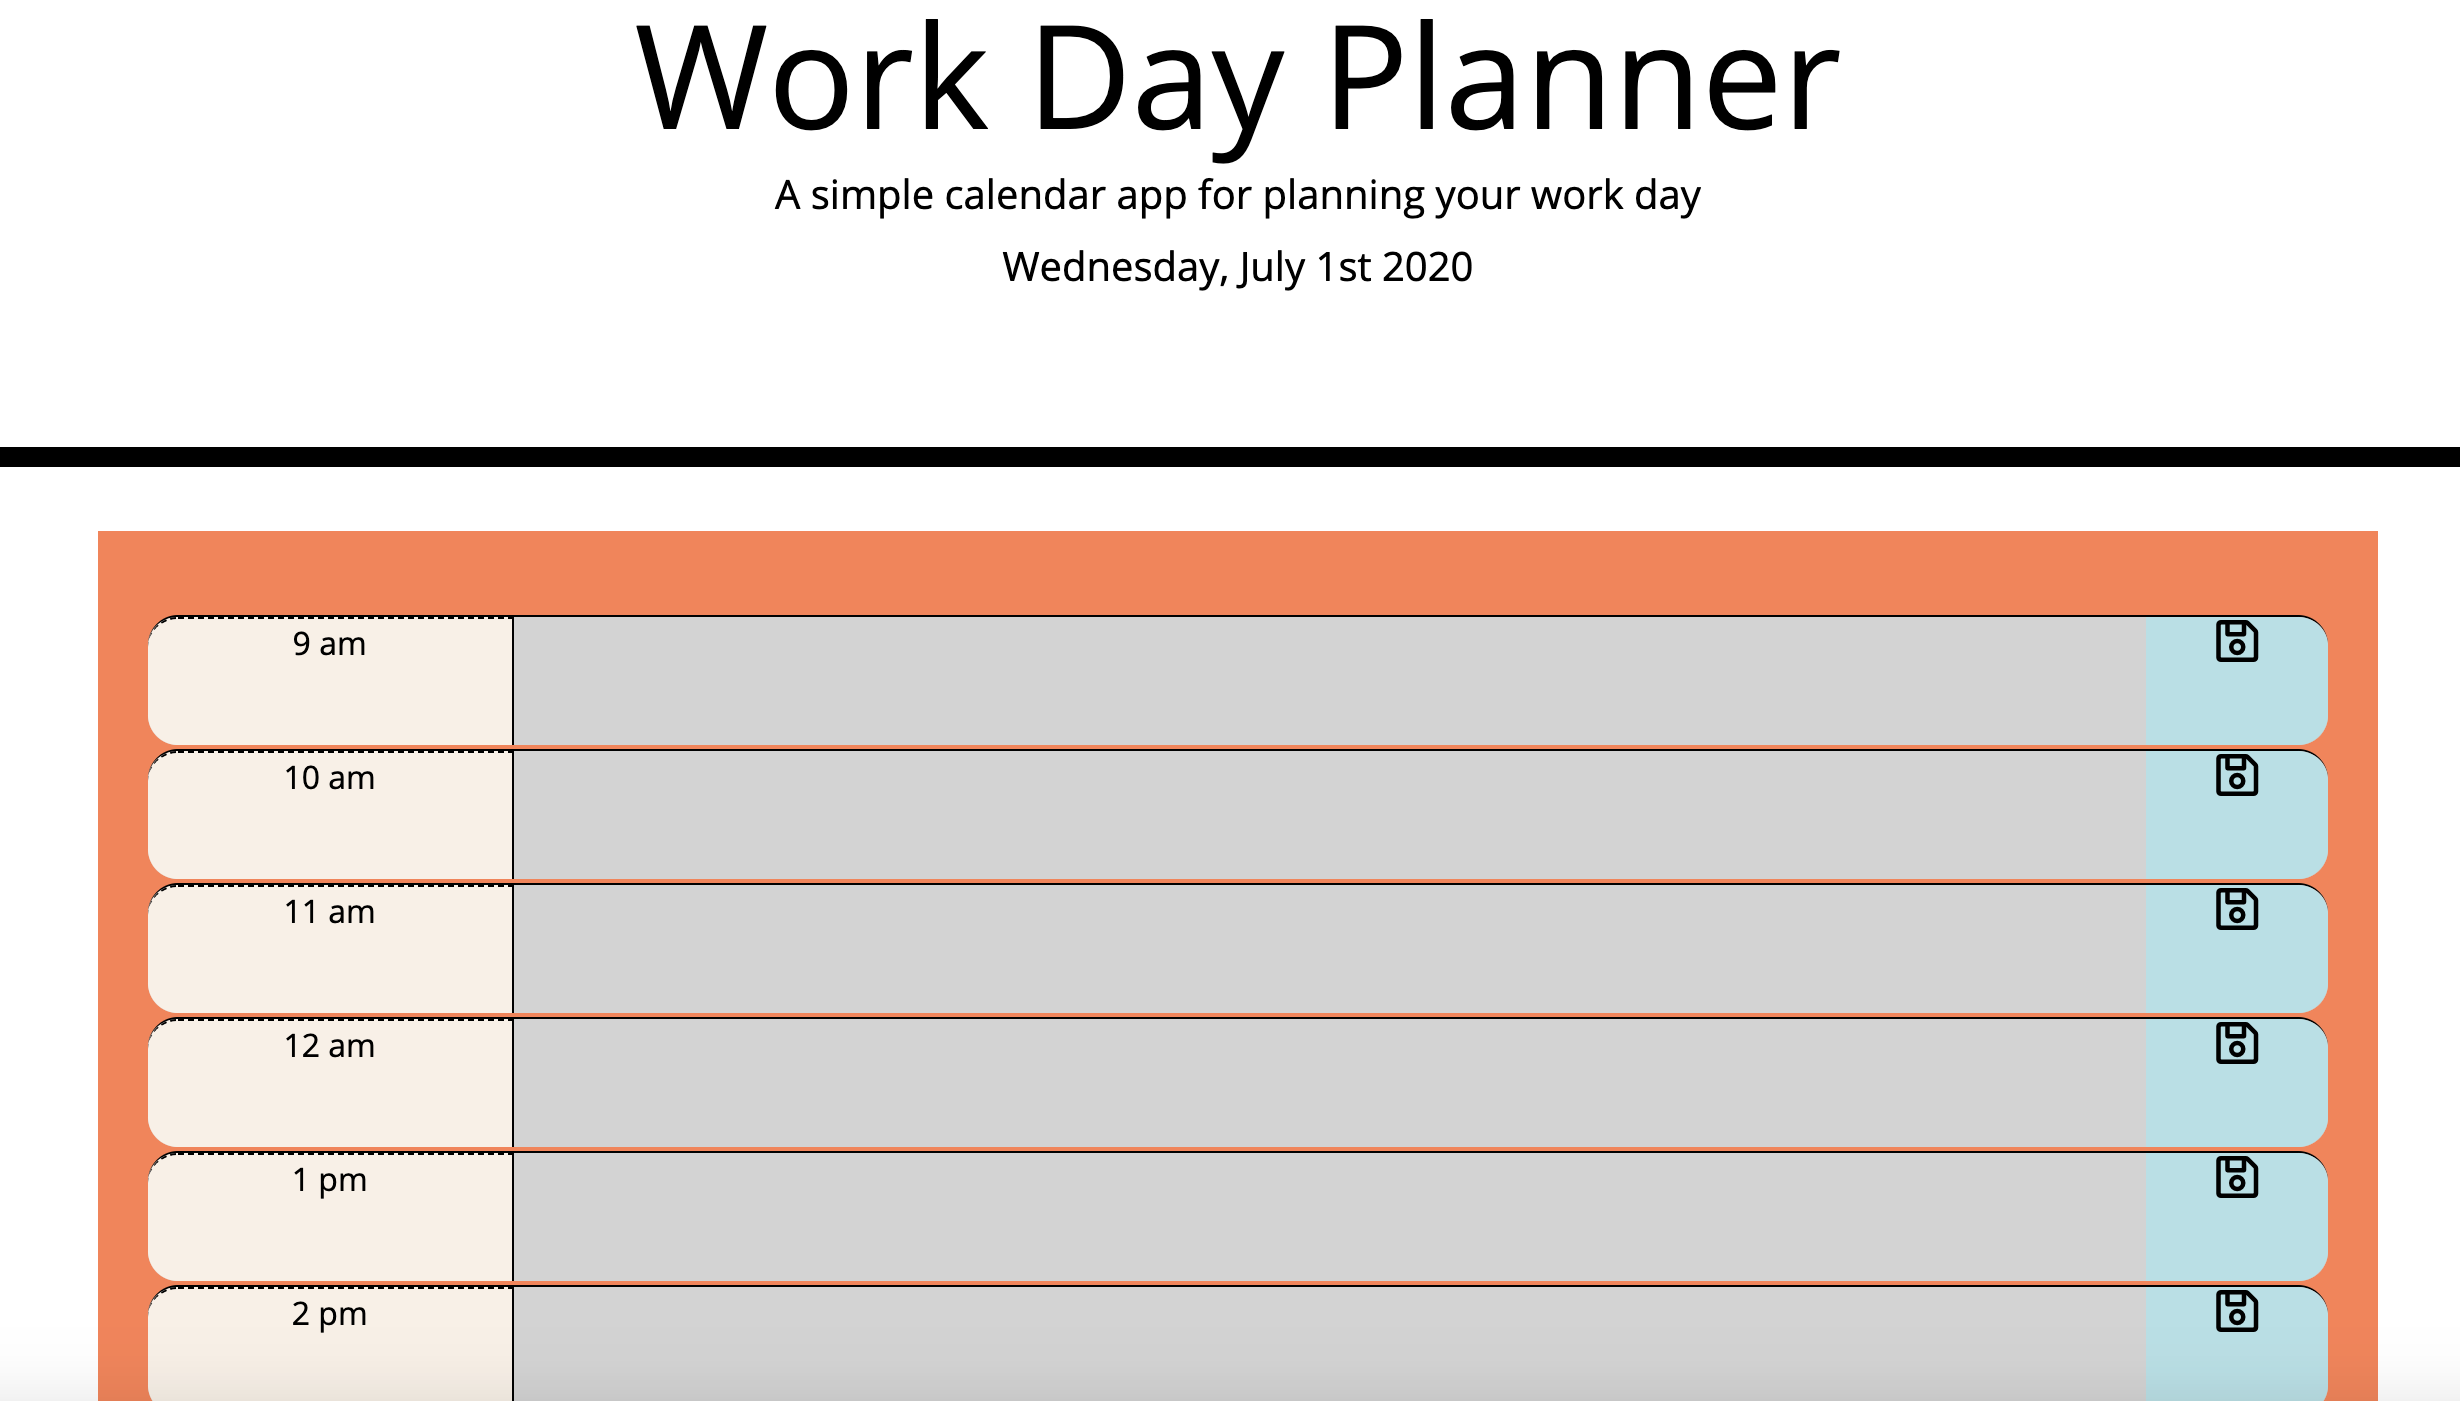 Work Day Planner
A simple calendar app for planning your work day
Wednesday, July 1st 2020
9 am
10 am
11 am
12 am
1 pm
2 pm